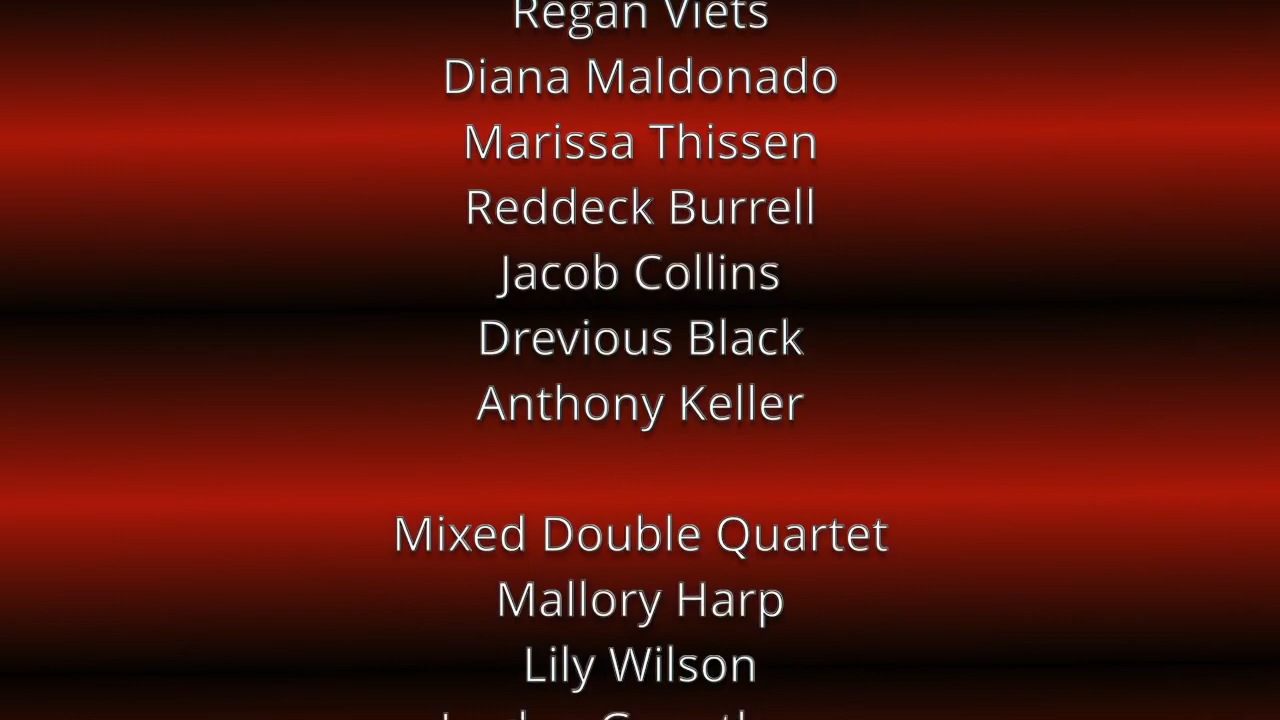 Regan Viets
Diana Maldonado
Marissa Thissen
Reddeck Burrell
Jacob Collins
Drevious Black
Anthony Keller
Mixed Double Quartet
Mallory Harp
Lily Wilson